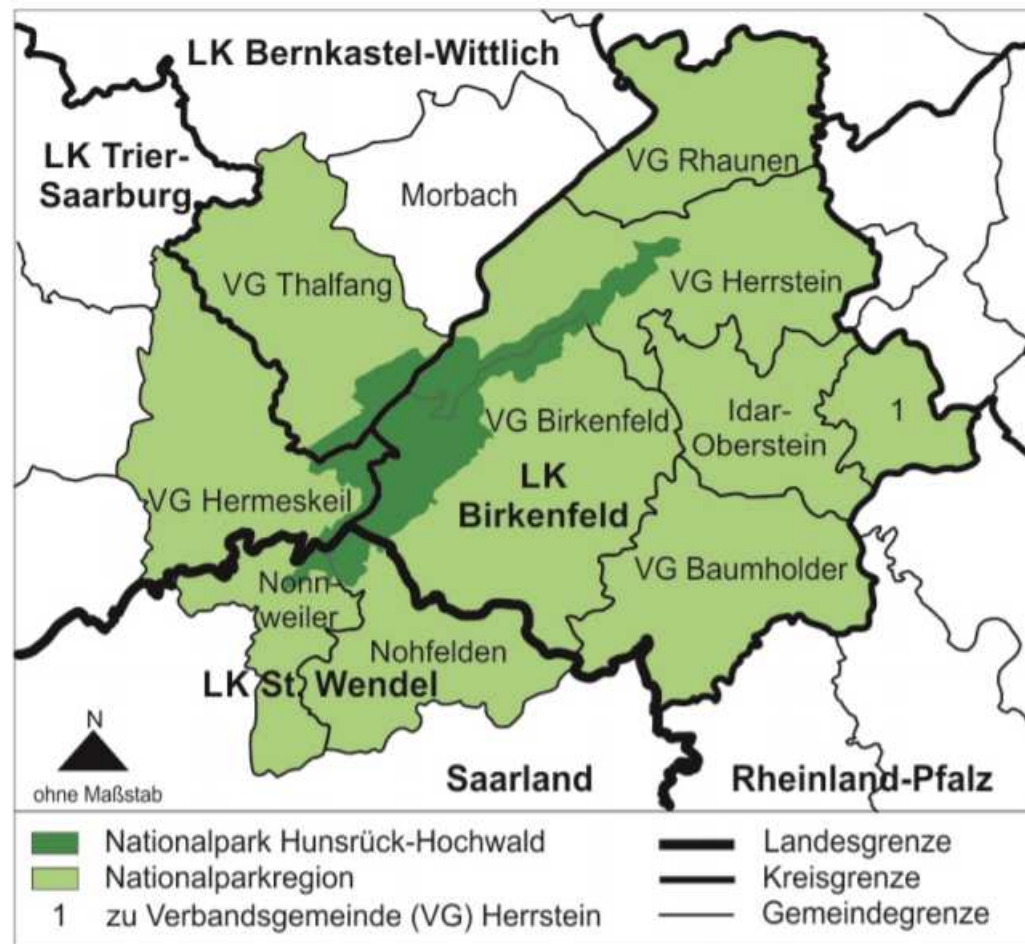 LK Bernkastel-Wittlich
LK Trier-
Saarburg
Morbach
VG Rhaunen
VG Thalfang
VG Herrstein
VG Birkenfeld
Idar-
Oberstein
1
LK
Birkenfeld
VG Hermeskeil
VG Baumholder
Nonn-
weiler
Nohfelden
LK St. Wendel
N
ohne Maßstab
Saarland
Rheinland-Pfalz
Nationalpark Hunsrück-Hochwald
Landesgrenze
Nationalparkregion
Kreisgrenze
1 zu Verbandsgemeinde (VG) Herrstein
Gemeindegrenze